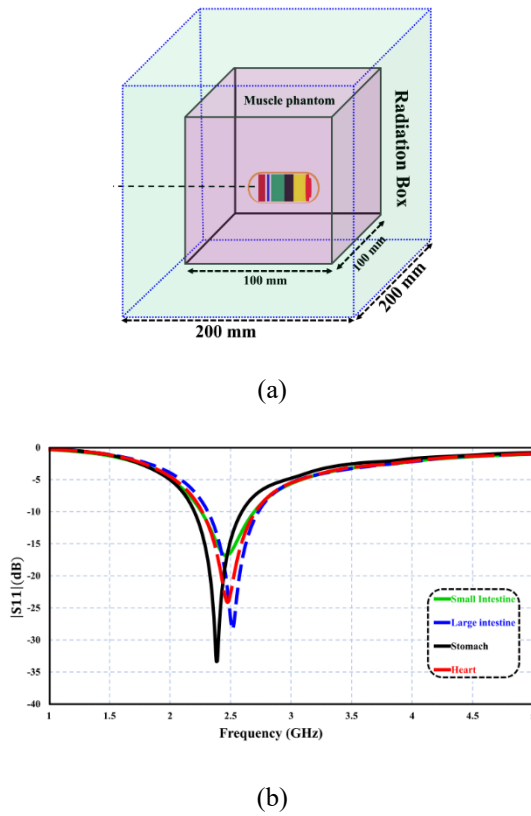 Muscle phantom
Radiation Box
100 mm
100 mm
200 mm
200 mm
(a)
0
-5
-10
-15
-20
-25
-30
-35
-40
|S11|(dB)
Small Intestine
Large intestine
Stomach
Heart
1 1.5 2 2.5 3 3.5 4 4.5
Frequency (GHz)
(b)